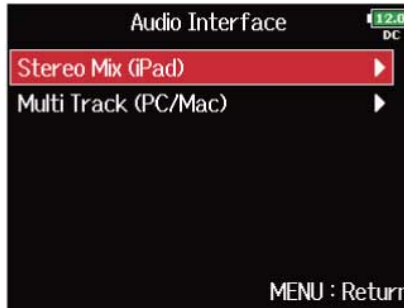 Audio Interface
12.0
DC
Stereo Mix (iPad)
Multi Track (PC/Mac)
MENU : Return